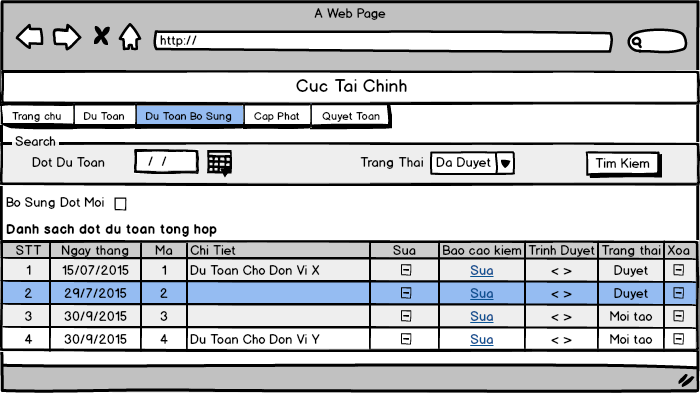 A Web Page
http://
Cuc Tai Chinh
Trang chu Du Toan Du Toan Bo Sung Cap Phat Quyet Toan
Search
Dot Du Toan / / Trang Thai Da Duyet Tim Kiem
Bo Sung Dot Moi
Danh sach dot du toan tong hop
STT Ngay thang Ma Chi Tiet Sua Bao cao kiem Trinh Duyet Trang thai Xoa
1 15/07/2015 1 Du Toan Cho Don Vi X Sua < > Duyet
2 29/7/2015 2 Sua < > Duyet
3 30/9/2015 3 Sua < > Moi tao
4 30/9/2015 4 Du Toan Cho Don Vi Y Sua < > Moi tao